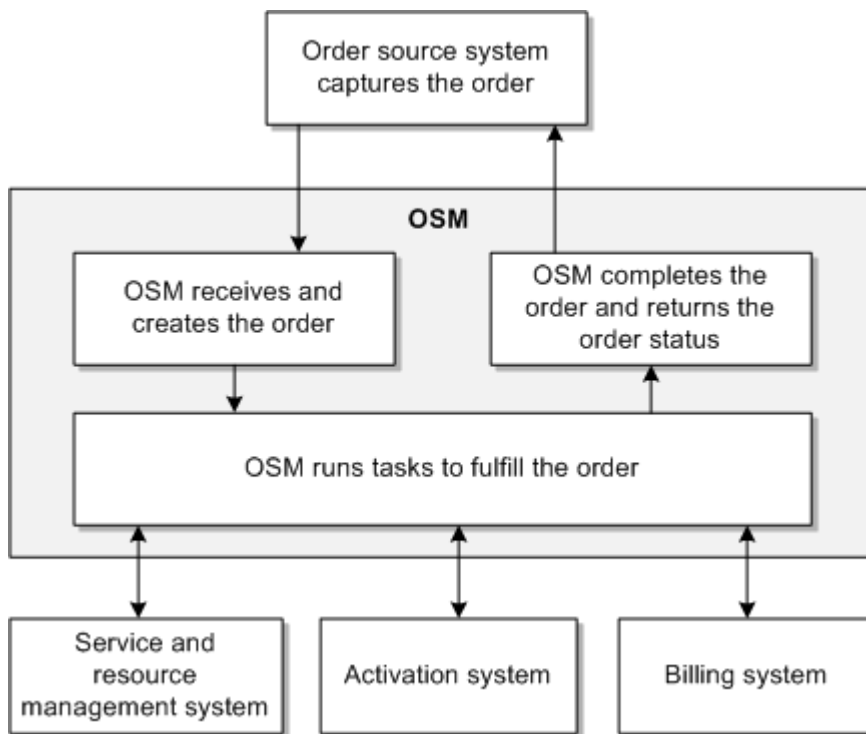 Order source system
captures the order
OSM
OSM receives and
creates the order
OSM completes the
order and returns the
order status
OSM runs tasks to fulfill the order
Service and
resource
management system
Activation system
Billing system